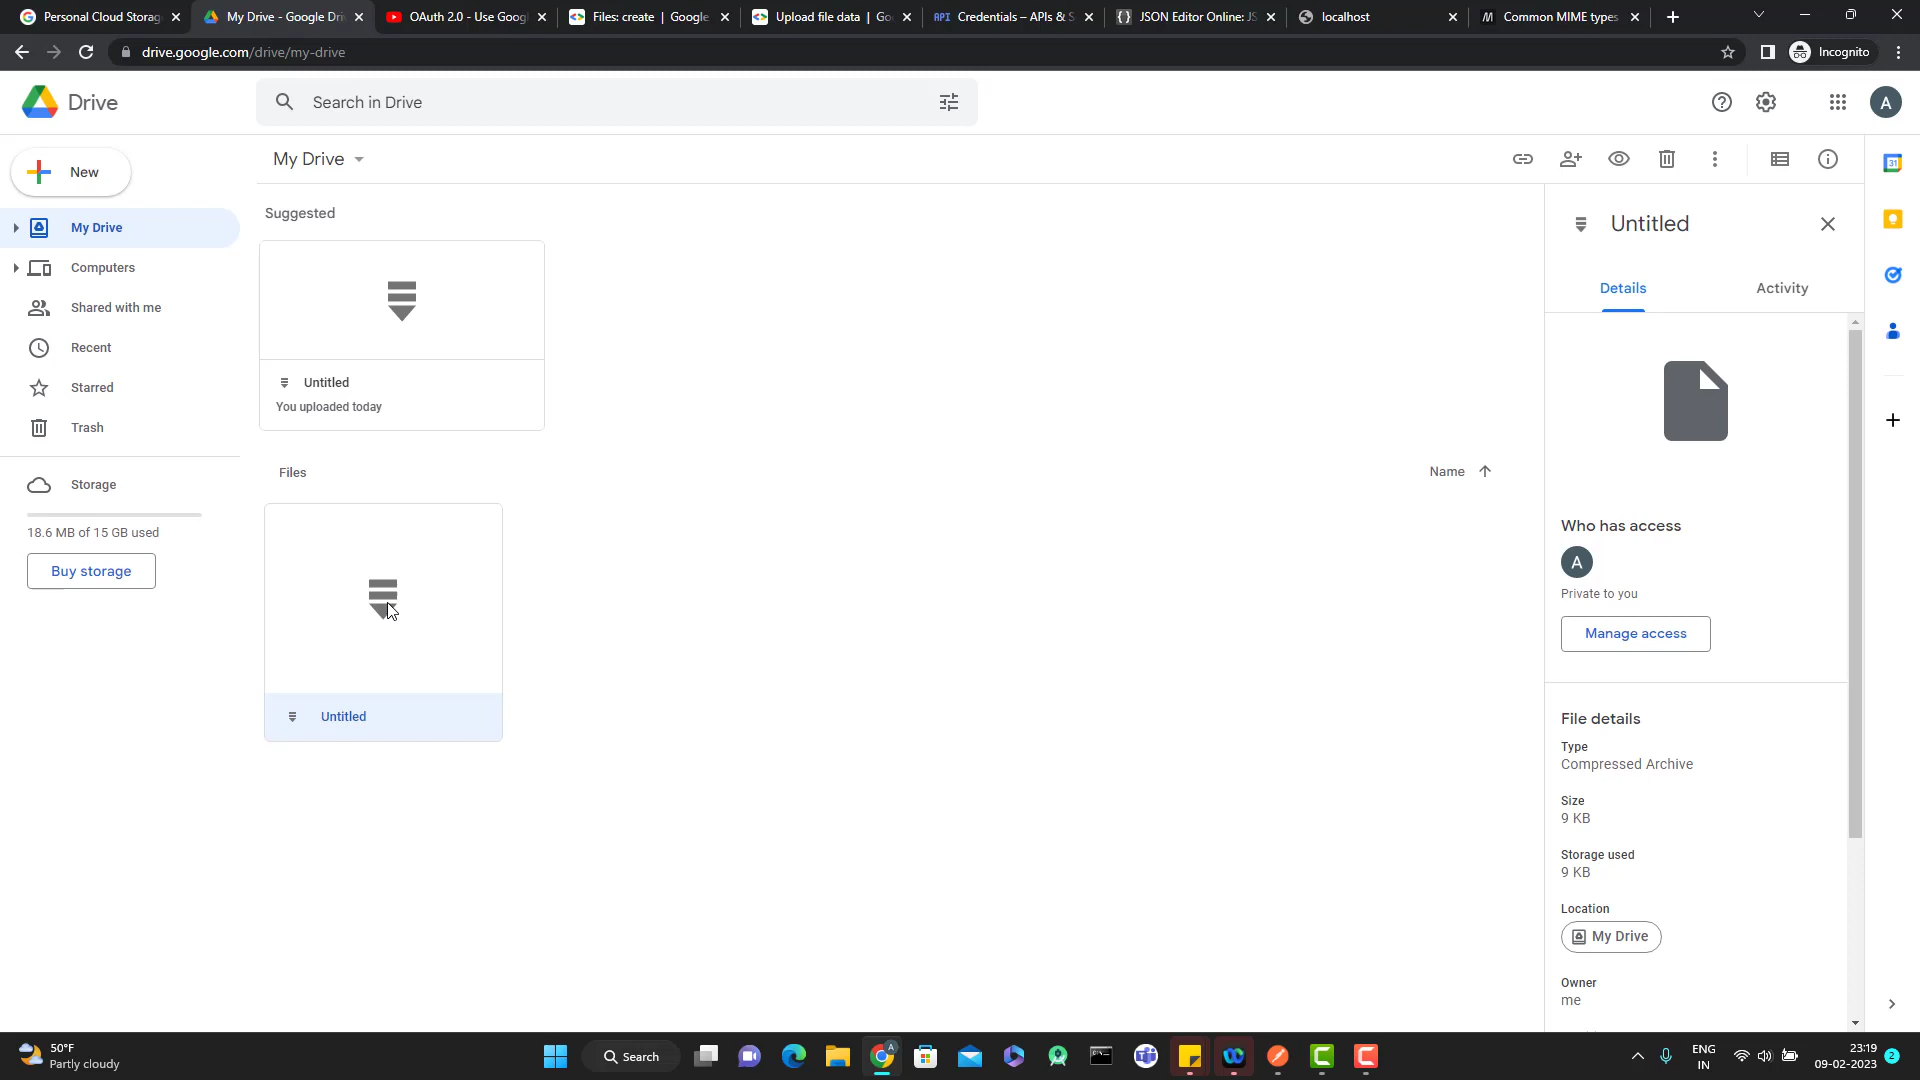 Personal Cloud Storag
My Drive - Google Dri
OAuth 2.0 - Use Goog
Files: create | Google
Upload file data | Go
API Credentials – APIs & S
JSON Editor Online: JS
localhost
Common MIME types
drive.google.com/drive/my-drive
Incognito
Drive
Search in Drive
A
New
My Drive
31
My Drive
Computers
Shared with me
Recent
Starred
Trash
Storage
18.6 MB of 15 GB used
Buy storage
Suggested
Untitled
You uploaded today
Files
Name
Untitled
Untitled
Details
Activity
Who has access
A
Private to you
Manage access
File details
Type
Compressed Archive
Size
9 KB
Storage used
9 KB
Location
My Drive
Owner
me
50°F
Partly cloudy
Search
A
ENG
IN
23:19
09-02-2023
2